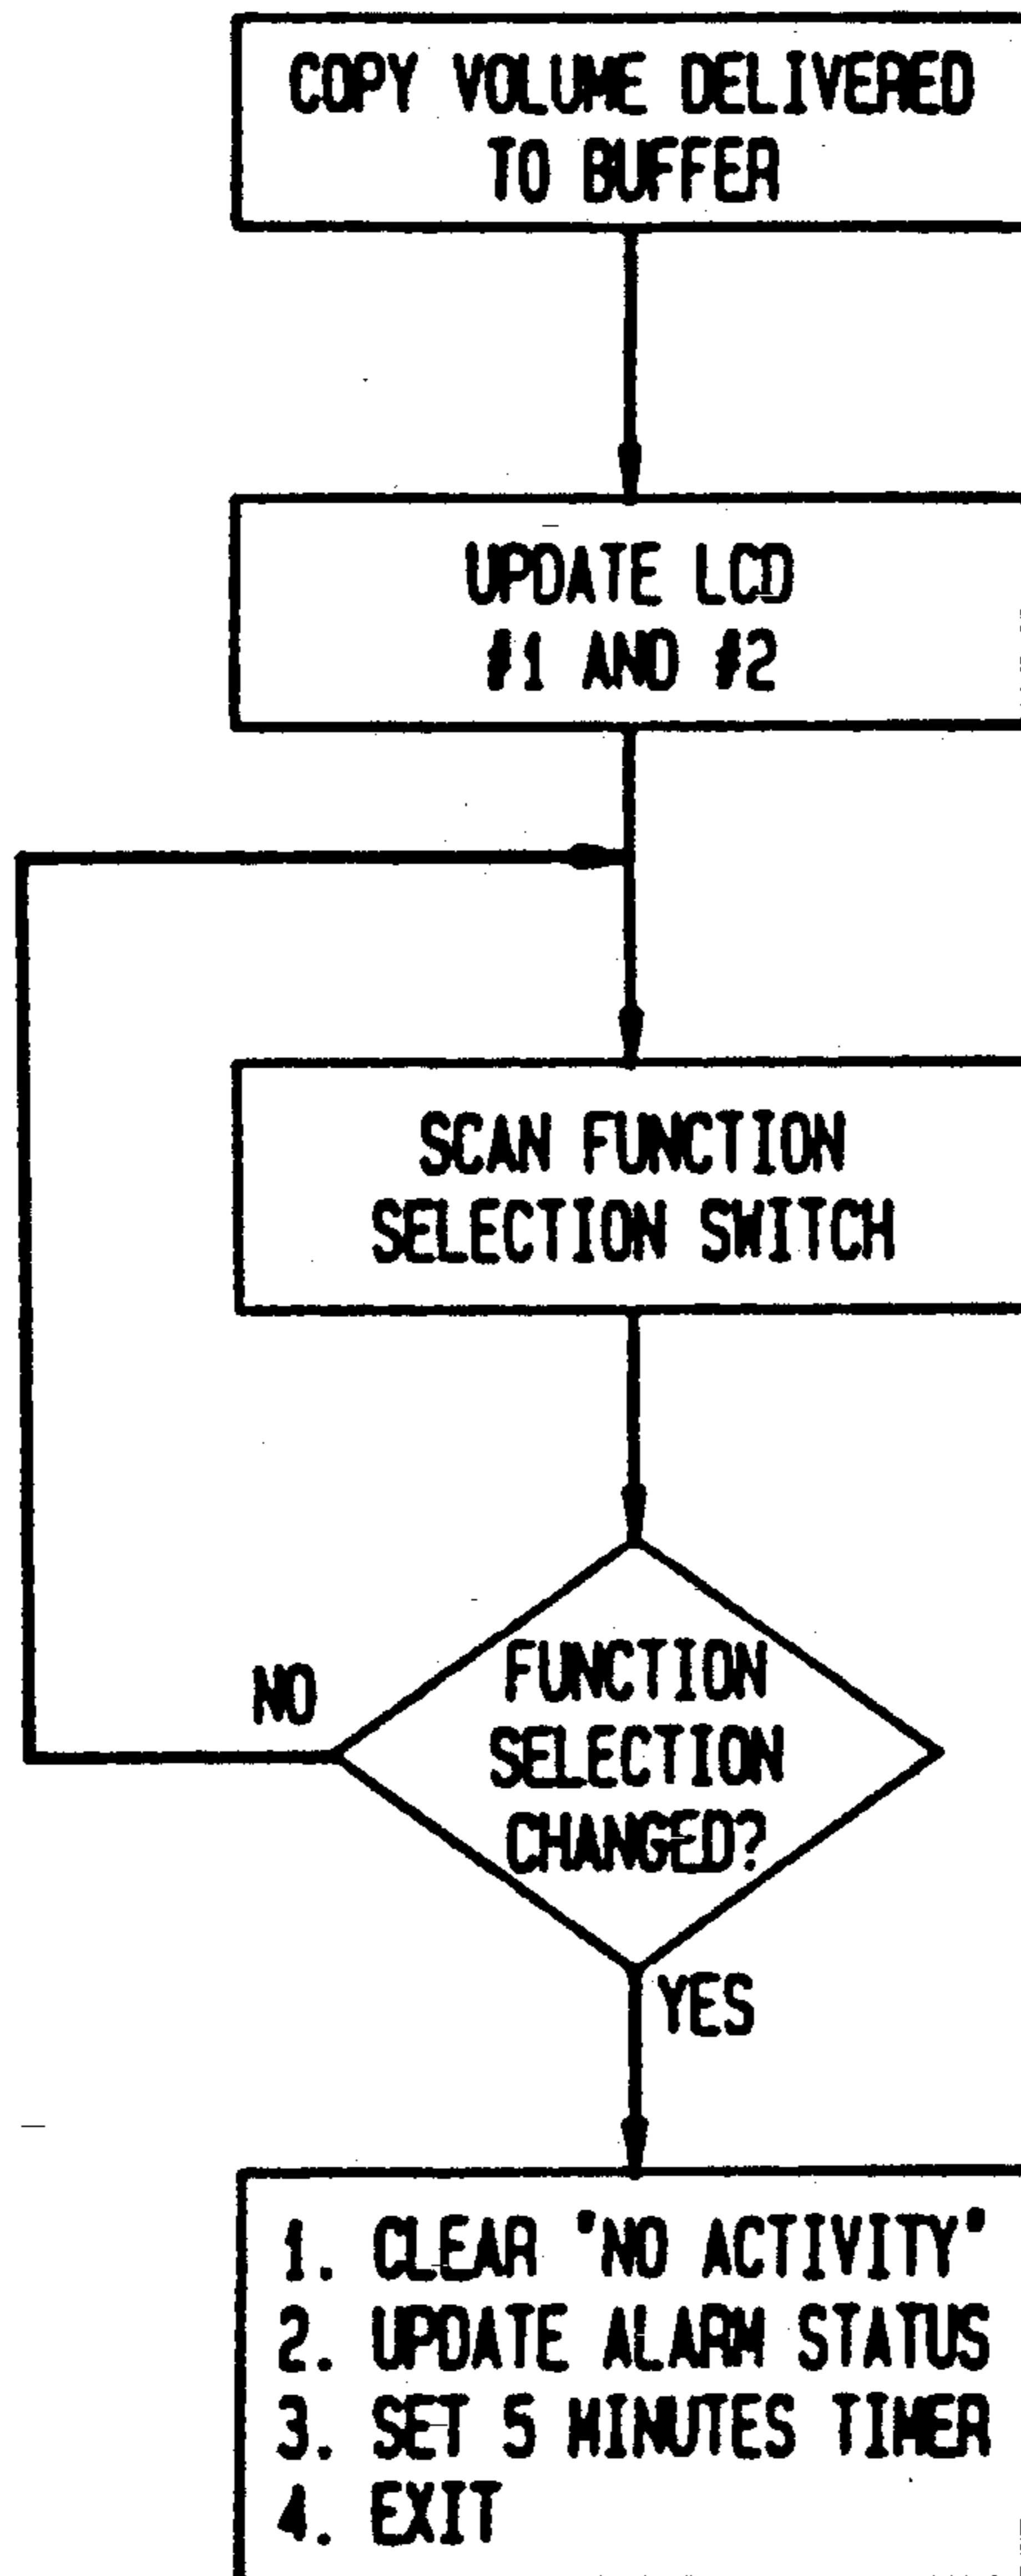 COPY VOLUME DELIVERED
TO BUFFER
UPDATE LCD
#1 AND #2
SCAN FUNCTION
SELECTION SWITCH
NO
FUNCTION
SELECTION
CHANGED?
YES
1. CLEAR "NO ACTIVITY"
2. UPDATE ALARM STATUS
3. SET 5 MINUTES TIMER
4. EXIT